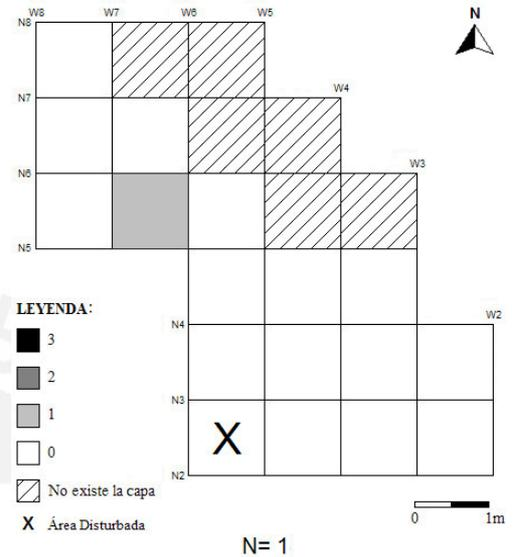 W8 W7 W6 W5
N
N8
N7 W4
N6 W3
N5
LEYENDA:
3
N4 W2
2
1
N3
0
X
N2
No existe la capa
X Área Disturbada
0 1m
N= 1